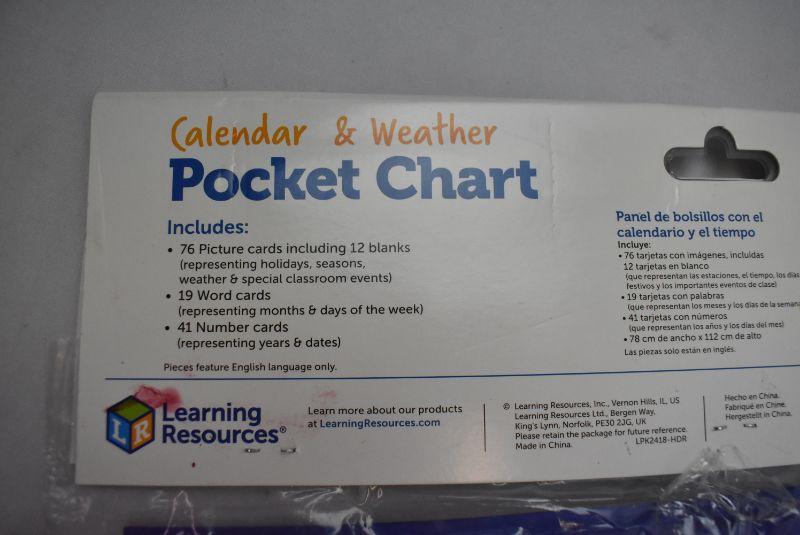 Calendar & Weather
Pocket Chart
Includes:
• 76 Picture cards including 12 blanks
(representing holidays, seasons,
weather & special classroom events)
• 19 Word cards
(representing months & days of the week)
• 41 Number cards
(representing years & dates)
Pieces feature English language only.
Panel de bolsillos con el
calendario y el tiempo
Incluye:
• 76 tarjetas con imágenes, incluidas
12 tarjetas en blanco
(que representan las estaciones, el tiempo, los días
festivos y los importantes eventos de clase)
• 19 tarjetas con palabras
(que representan los meses y los días de la semana
• 41 tarjetas con números
(que representan los años y los días del mes)
• 78 cm de ancho x 112 cm de alto
Las piezas solo están en inglés.
LR
Learning
Resources®
Learn more about our products
at LearningResources.com
© Learning Resources, Inc., Vernon Hills, IL, US
Learning Resources Ltd., Bergen Way,
King's Lynn, Norfolk, PE30 2JG, UK
Please retain the package for future reference.
Made in China. LPK2418-HDR
Hecho en China.
Fabriqué en Chine.
Hergestellt in China.